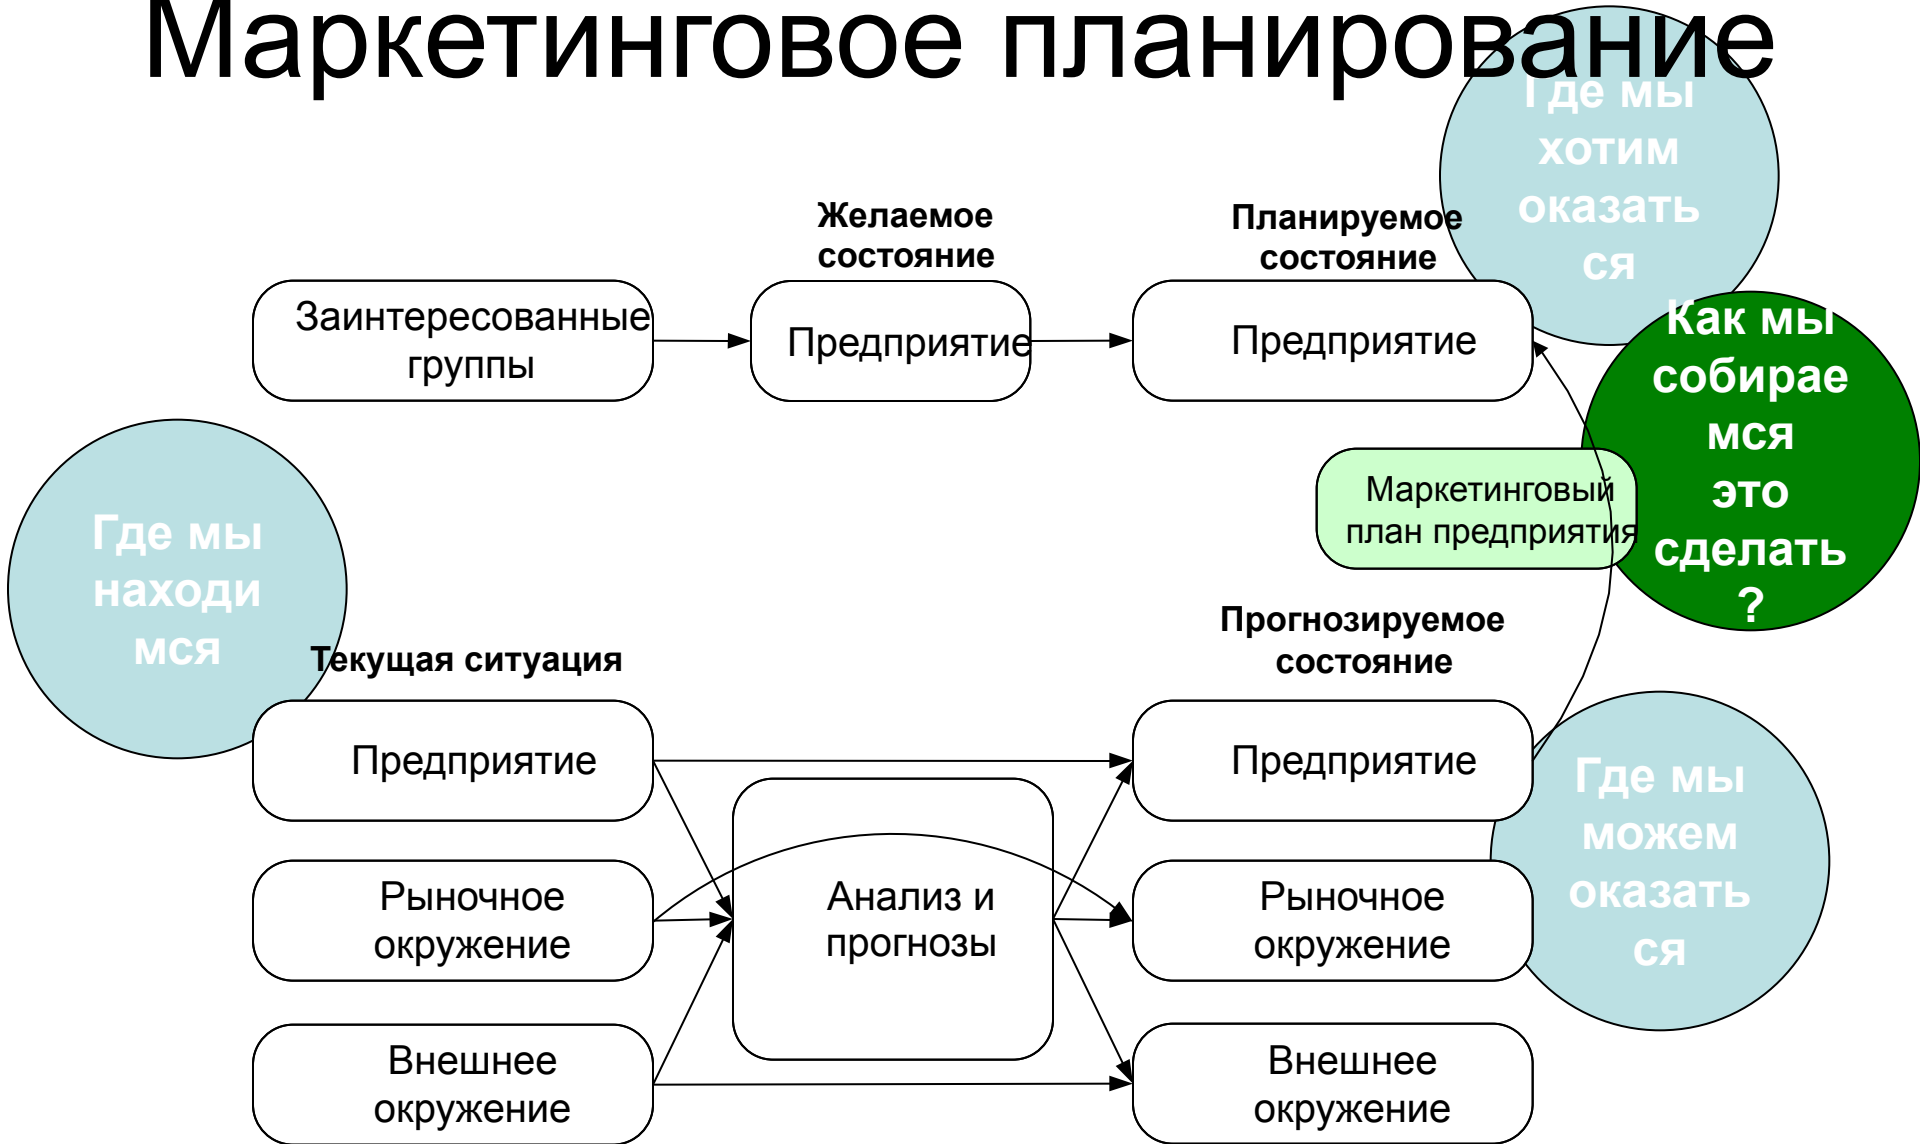 Маркетинговое планирование
Где мы
хотим
оказать
ся
Желаемое
состояние
Планируемое
состояние
Заинтересованные
группы
Предприятие
Предприятие
Как мы
собирае
мся
это
сделать
?
Маркетинговый
план предприятия
Где мы
находи
мся
Текущая ситуация
Прогнозируемое
состояние
Предприятие
Предприятие
Где мы
можем
оказать
ся
Рыночное
окружение
Анализ и
прогнозы
Рыночное
окружение
Внешнее
окружение
Внешнее
окружение